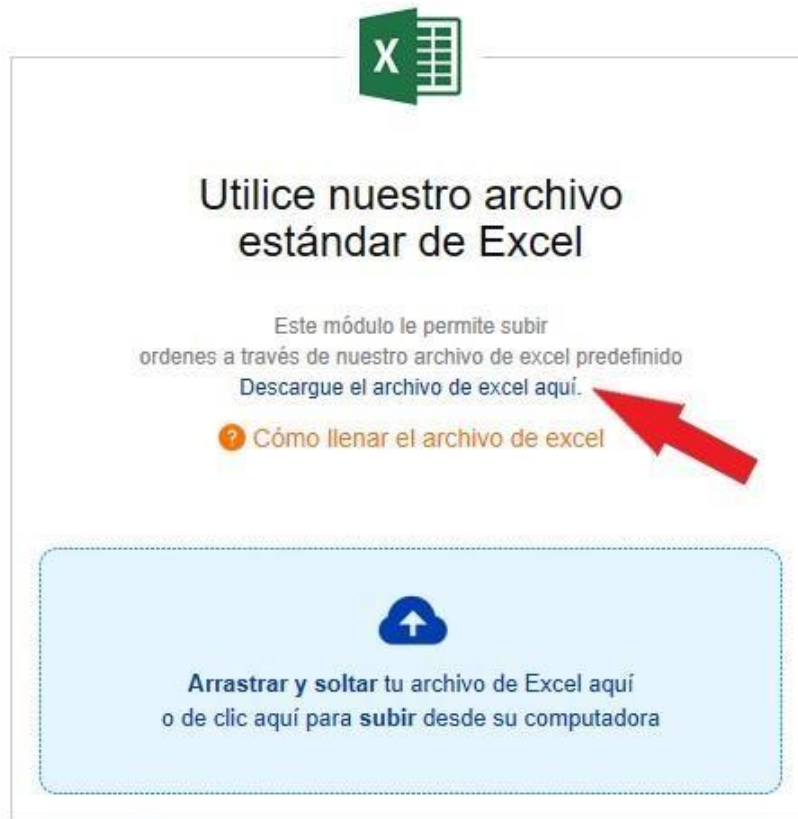 X
Utilice nuestro archivo
estándar de Excel
Este módulo le permite subir
ordenes a través de nuestro archivo de excel predefinido
Descargue el archivo de excel aquí.
? Cómo llenar el archivo de excel
Arrastrar y soltar tu archivo de Excel aquí
o de clic aquí para subir desde su computadora